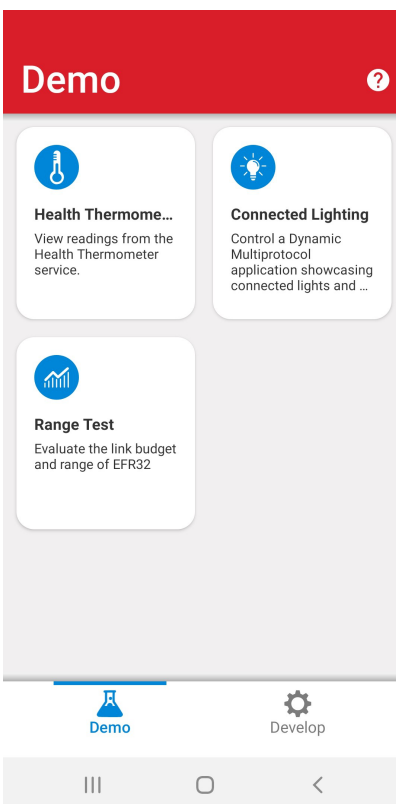 Demo
Health Thermome...
View readings from the
Health Thermometer
service.
Connected Lighting
Control a Dynamic
Multiprotocol
application showcasing
connected lights and ...
Range Test
Evaluate the link budget
and range of EFR32
Demo
Develop